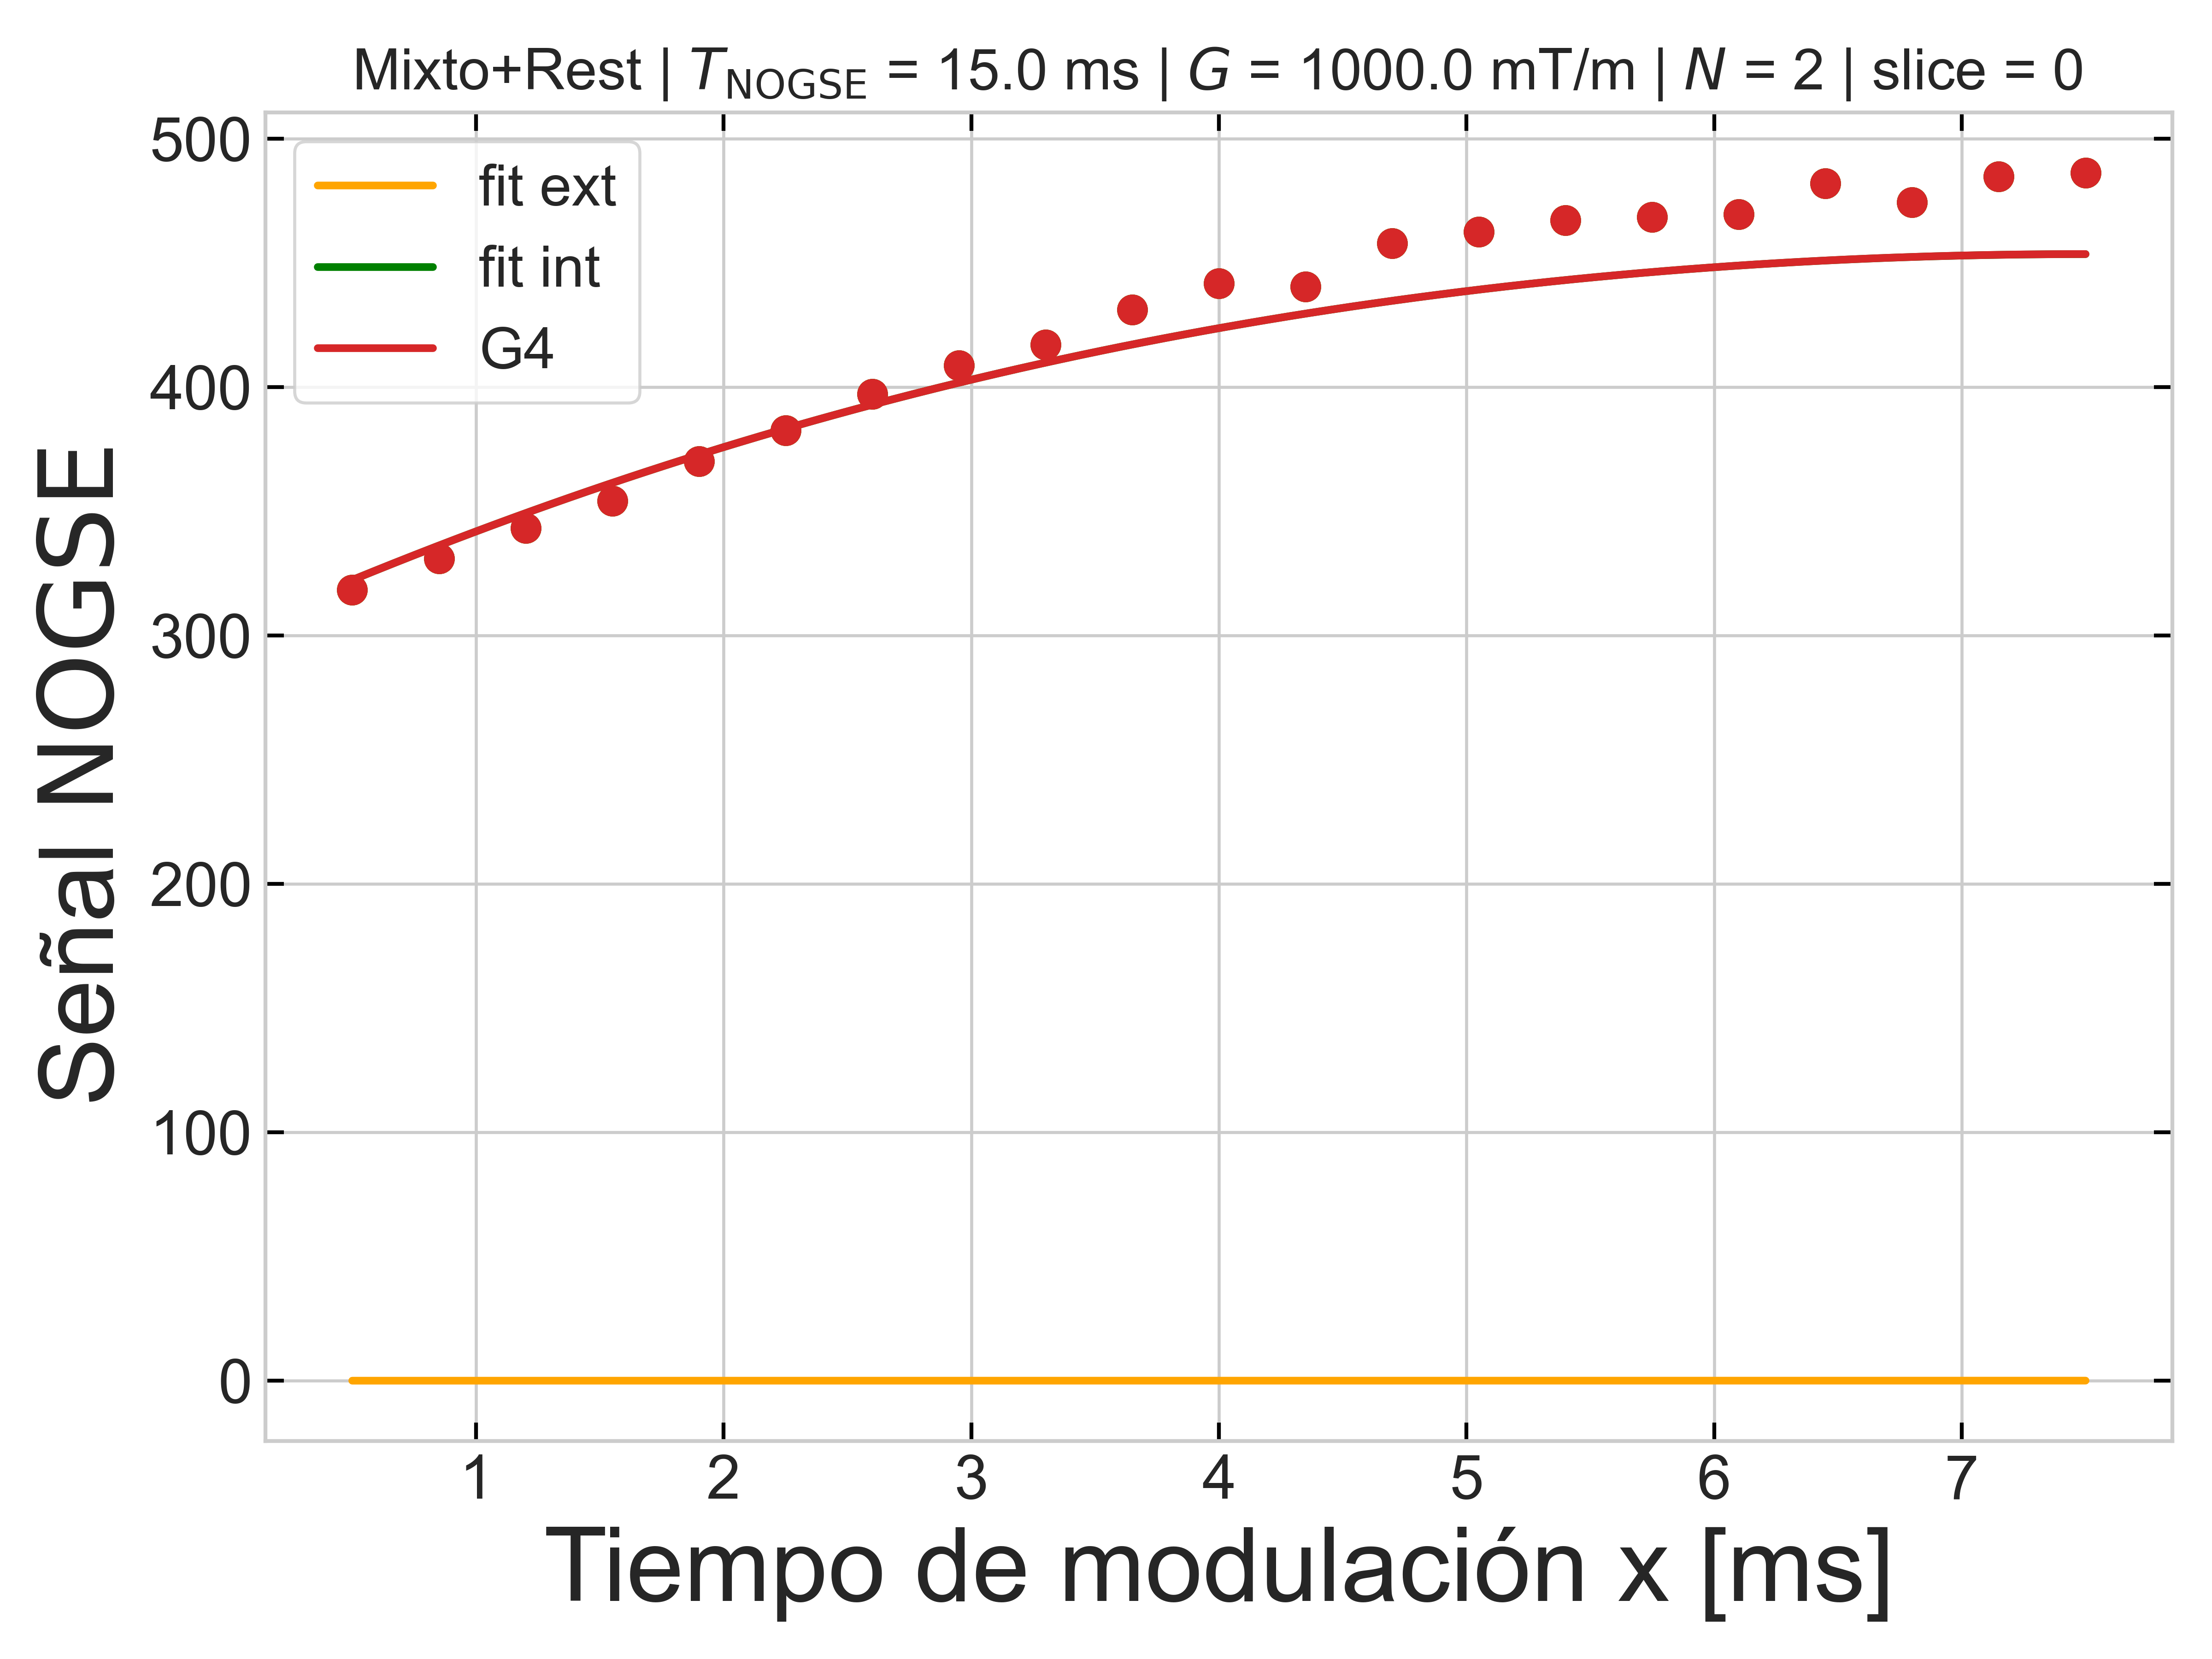 Mixto+Rest | T_NOGSE = 15.0 ms | G = 1000.0 mT/m | N = 2 | slice = 0
500
400
300
200
100
0
fit ext
fit int
G4
Señal NOGSE
1 2 3 4 5 6 7
Tiempo de modulación x [ms]